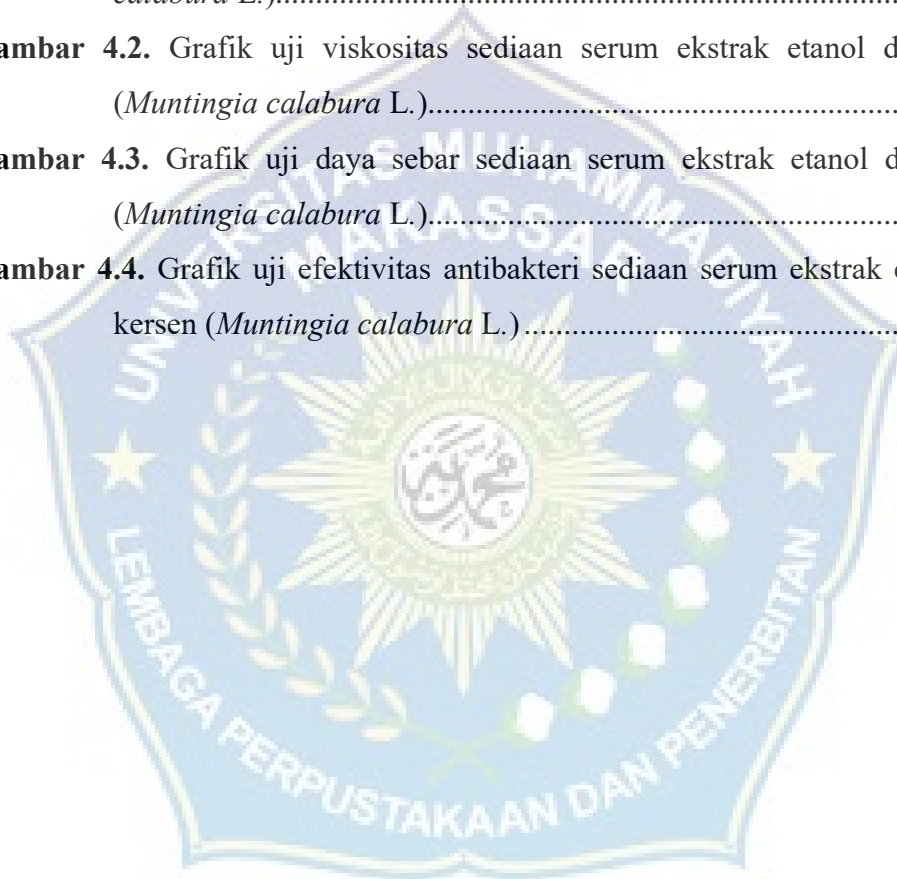 calabura L.)
ambar 4.2. Grafik uji viskositas sediaan serum ekstrak etanol d
(Muntingia calabura L.)
ambar 4.3. Grafik uji daya sebar sediaan serum ekstrak etanol d
(Muntingia calabura L.)
ambar 4.4. Grafik uji efektivitas antibakteri sediaan serum ekstrak
kersen (Muntingia calabura L.)
UNIVERSITAS MUHAMMADIYAH
MAKASSAR
LEMBAGA PERPUSTAKAAN DAN PENERBITAN